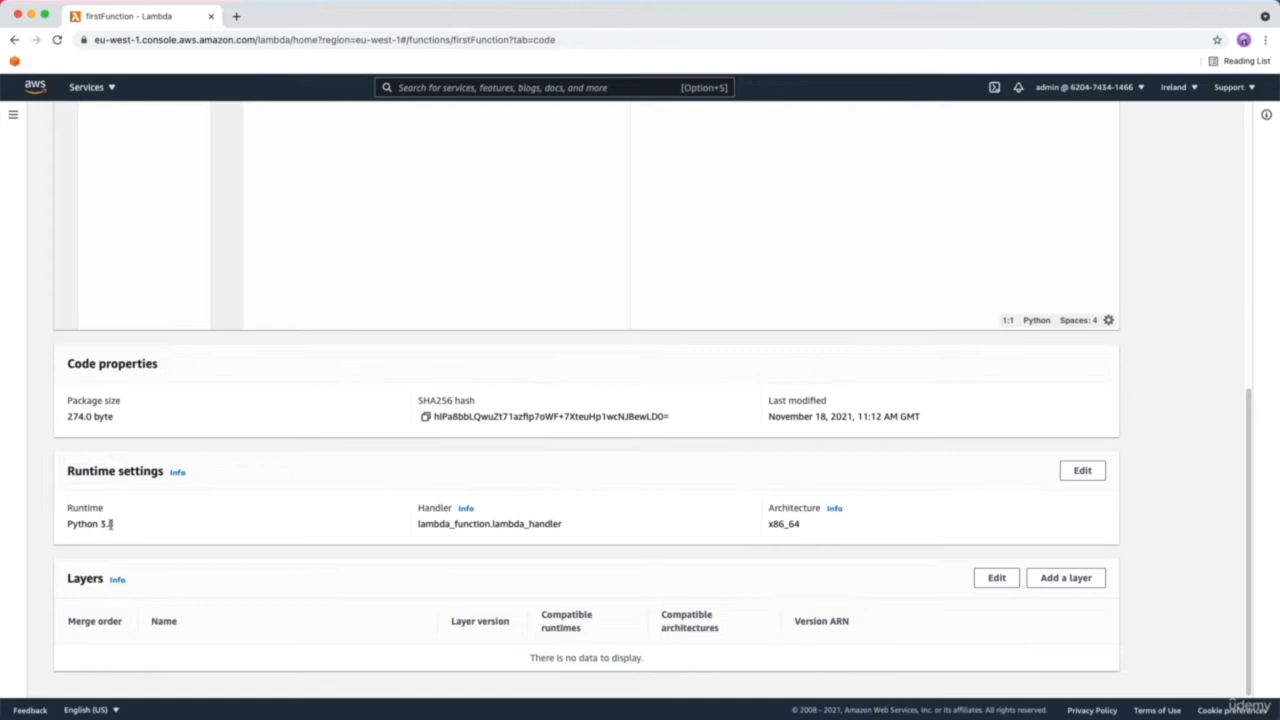 firstFunction - Lambda
eu-west-1.console.aws.amazon.com/lambda/home?region=eu-west-1#/functions/firstFunction?tab=code
Reading List
aws Services Search for services, features, blogs, docs, and more [Option+S] admin @ 6204-7434-1466 Ireland Support
1:1 Python Spaces: 4
Code properties
Package size SHA256 hash Last modified
274.0 byte November 18, 2021, 11:12 AM GMT
Runtime settings Info Edit
Runtime Handler Info Architecture Info
Python lambda_function.lambda_handler x86_64
Layers Info Edit Add a layer
Merge order Name Layer version Compatible runtimes Compatible architectures Version ARN
There is no data to display.
Feedback English (US) © 2008 - 2021, Amazon Web Services, Inc. or its affiliates. All rights reserved. Privacy Policy Terms of Use Cookie preferences
udemy